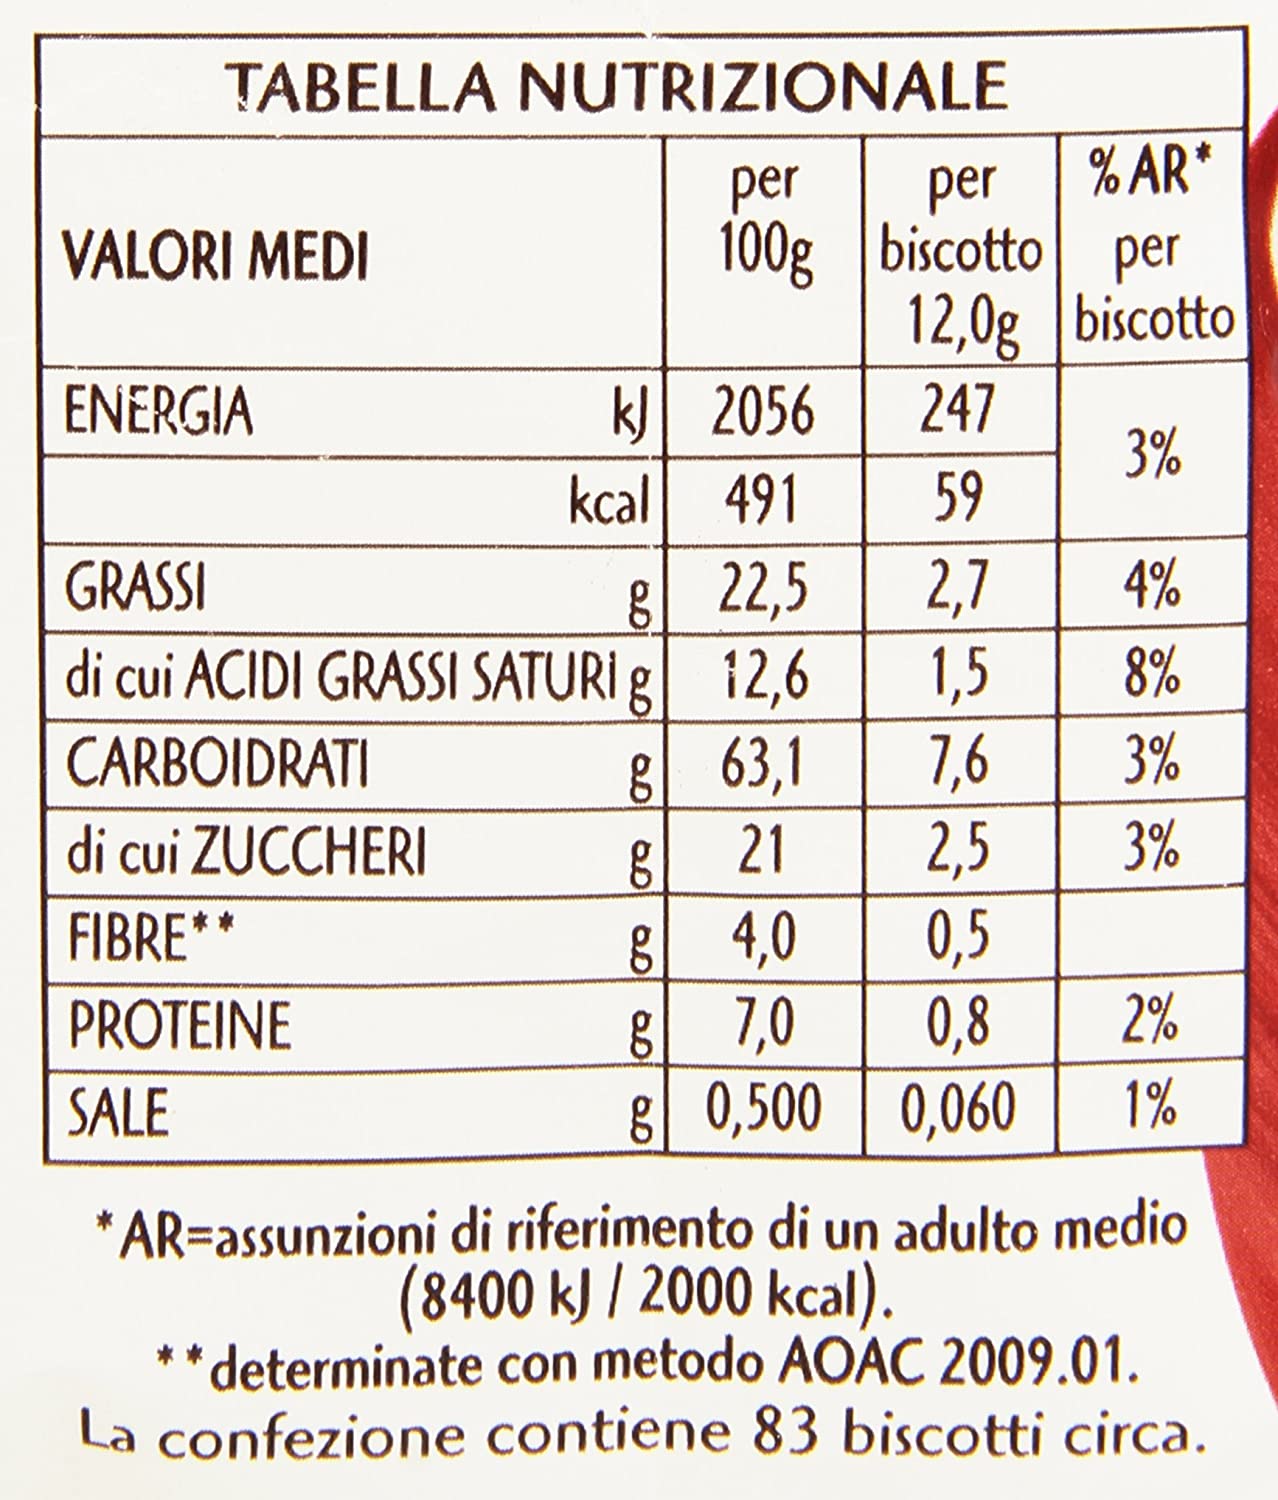 TABELLA NUTRIZIONALE
VALORI MEDI per 100g per biscotto 12,0g % AR* per biscotto
ENERGIA kJ 2056 247 3%
kcal 491 59
GRASSI g 22,5 2,7 4%
di cui ACIDI GRASSI SATURI g 12,6 1,5 8%
CARBOIDRATI g 63,1 7,6 3%
di cui ZUCCHERI g 21 2,5 3%
FIBRE** g 4,0 0,5
PROTEINE g 7,0 0,8 2%
SALE g 0,500 0,060 1%
*AR=assunzioni di riferimento di un adulto medio
(8400 kJ / 2000 kcal).
**determinate con metodo AOAC 2009.01.
La confezione contiene 83 biscotti circa.